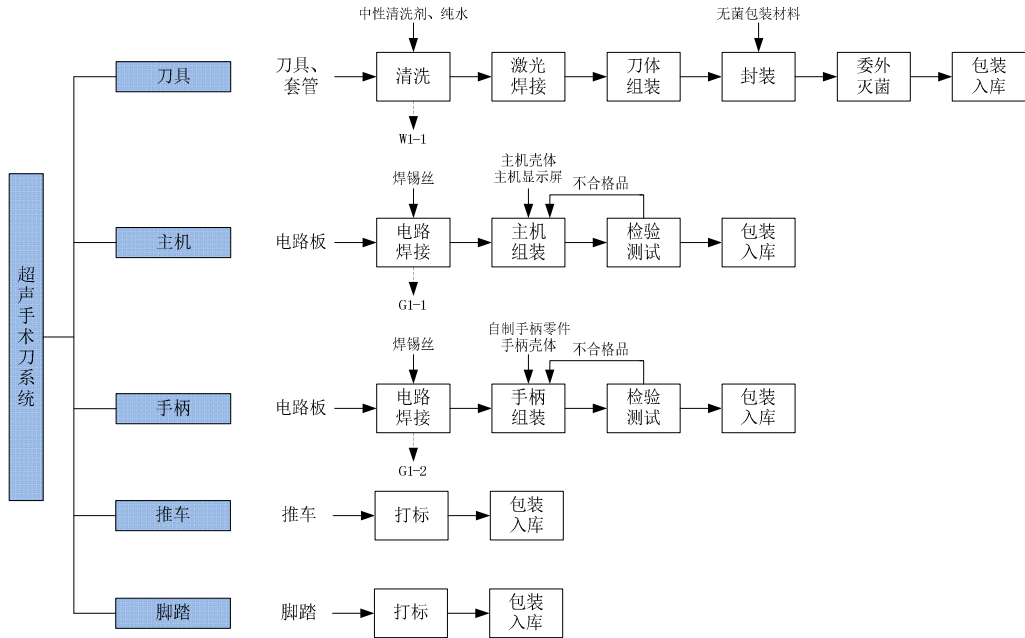 超声手术刀系统
中性清洗剂、纯水
无菌包装材料
刀具
刀具、
套管
清洗
激光
焊接
刀体
组装
封装
委外
灭菌
包装
入库
W1-1
主机壳体
主机显示屏
焊锡丝
不合格品
主机
电路板
电路
焊接
主机
组装
检验
测试
包装
入库
G1-1
自制手柄零件
手柄壳体
焊锡丝
不合格品
手柄
电路板
电路
焊接
手柄
组装
检验
测试
包装
入库
G1-2
推车
推车
打标
包装
入库
脚踏
脚踏
打标
包装
入库